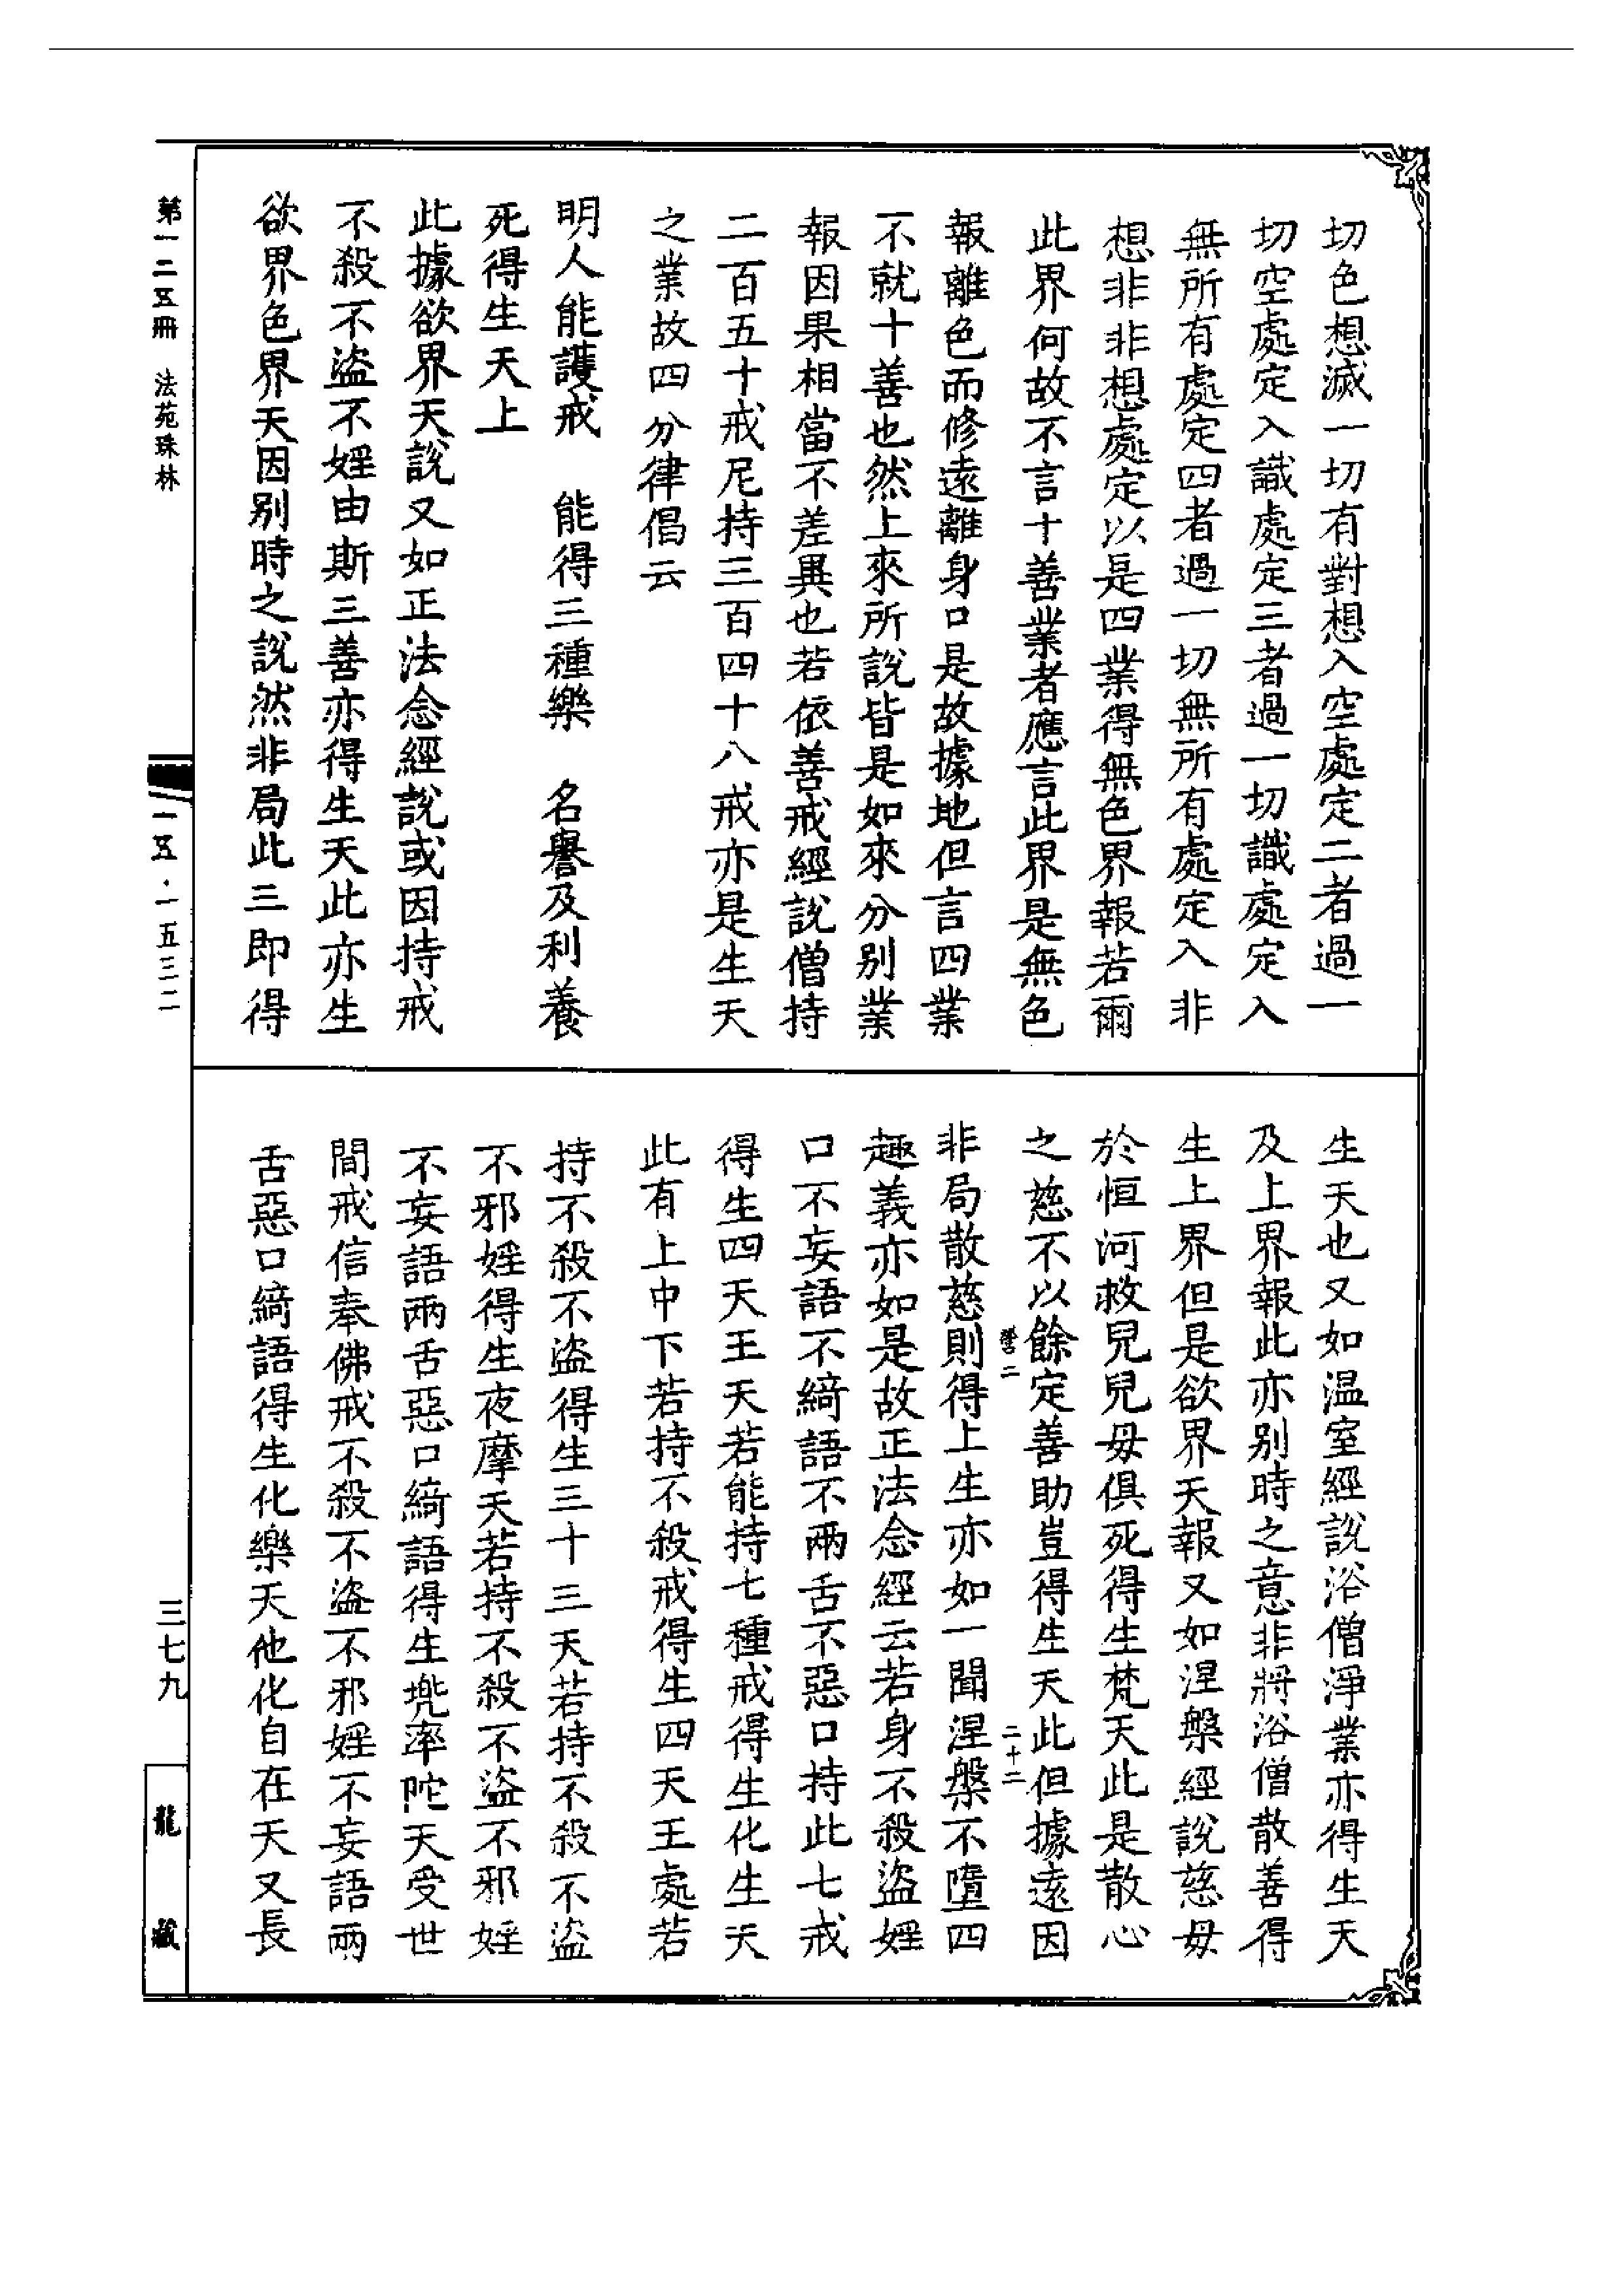 切色想滅一切有對想入空處定二者過一
切空處定入識處定三者過一切識處定入
無所有處定四者過一切無所有處定入非
想非非想處定以是四業得無色界報若爾
此界何故不言十善業者應言此界是無色
報離色而修遠離身口是故據地但言四業
不就十善也然上來所說皆是如來分别業
報因果相當不差異也若依善戒經說僧持
二百五十戒尼持三百四十八戒亦是生天
之業故四分律偈云
明人能護戒　能得三種樂　名譽及利養
死得生天上
此據欲界天說又如正法念經說或因持戒
不殺不盜不婬由斯三善亦得生天此亦生
欲界色界天因别時之說然非局此三即得
生天也又如温室經說浴僧淨業亦得生天
及上界報此亦别時之意非將浴僧散善得
生上界但是欲界天報又如涅槃經說慈母
於恒河救兒兒母俱死得生梵天此是散心
之慈不以餘定善助豈得生天此但據遠因
二十二
非局散慈則得上生亦如一聞涅槃不墮四
趣義亦如是故正法念經云若身不殺盜婬
口不妄語不綺語不兩舌不惡口持此七戒
得生四天王天若能持七種戒得生化生天
此有上中下若持不殺戒得生四天王處若
持不殺不盜得生三十三天若持不殺不盜
不邪婬得生夜摩天若持不殺不盜不邪婬
不妄語兩舌惡口綺語得生兠率陀天受世
間戒信奉佛戒不殺不盜不邪婬不妄語兩
舌惡口綺語得生化樂天他化自在天又長
第一二五冊　法苑珠林
一五·一五三二
三七九
龍藏